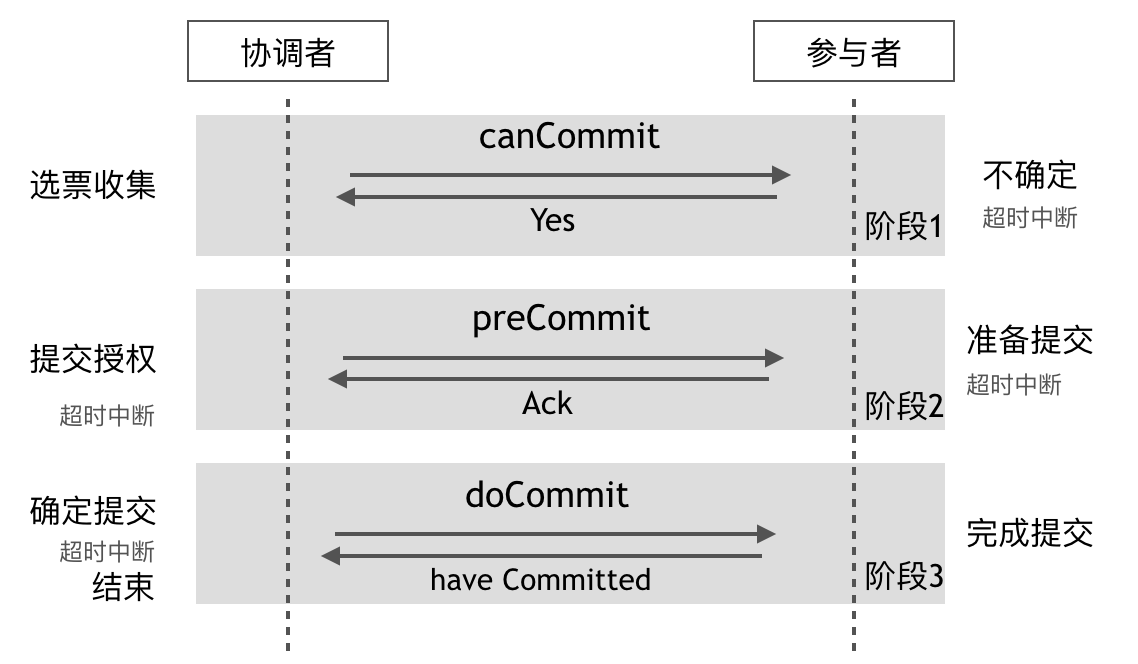 协调者
参与者
canCommit
选票收集
不确定
Yes
阶段1
超时中断
preCommit
提交授权
准备提交
Ack
阶段2
超时中断
超时中断
doCommit
确定提交
完成提交
超时中断
have Committed
阶段3
结束